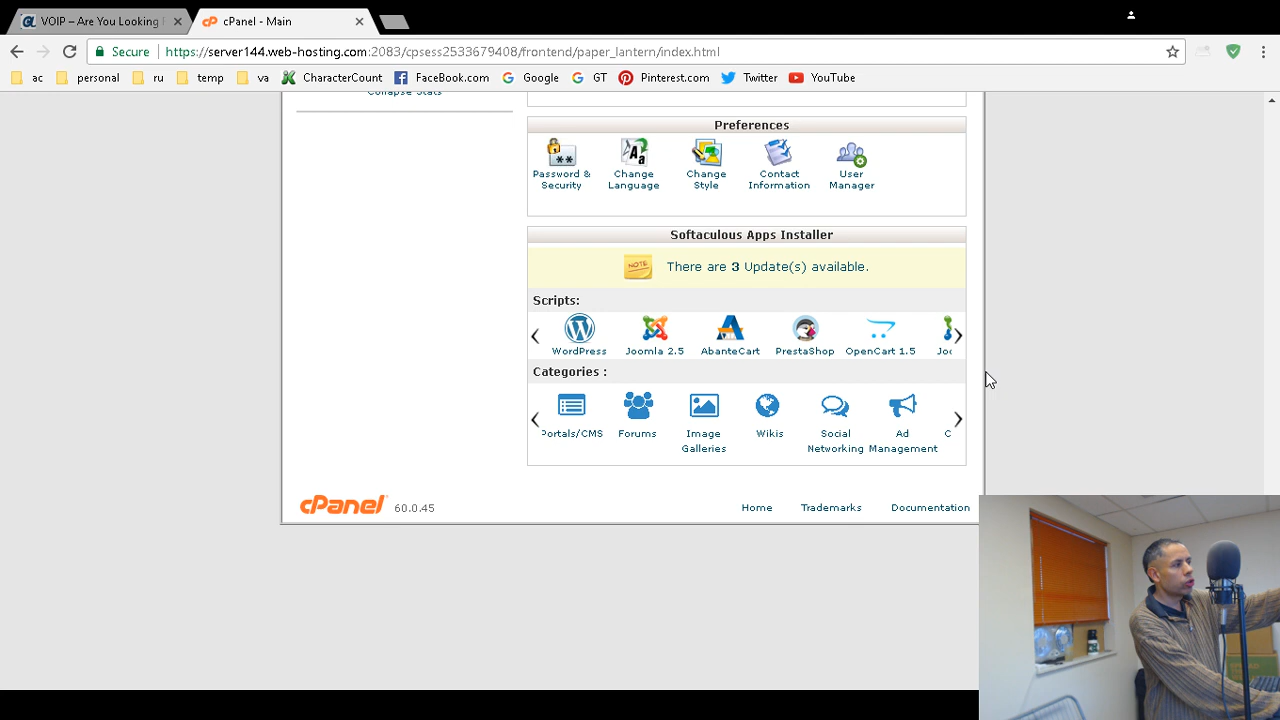 VOIP – Are You Looking F
cPanel - Main
Secure
https://server144.web-hosting.com:2083/cpsess2533679408/frontend/paper_lantern/index.html
ac
personal
ru
temp
va
CharacterCount
FaceBook.com
Google
GT
Pinterest.com
Twitter
YouTube
Collapse Stats
Preferences
Password & Security
Change Language
Change Style
Contact Information
User Manager
Softaculous Apps Installer
NOTE
There are 3 Update(s) available.
Scripts:
WordPress
Joomla 2.5
AbanteCart
PrestaShop
OpenCart 1.5
Joo
Categories :
Portals/CMS
Forums
Image Galleries
Wikis
Social Networking
Ad Management
C
cPanel
60.0.45
Home
Trademarks
Documentation